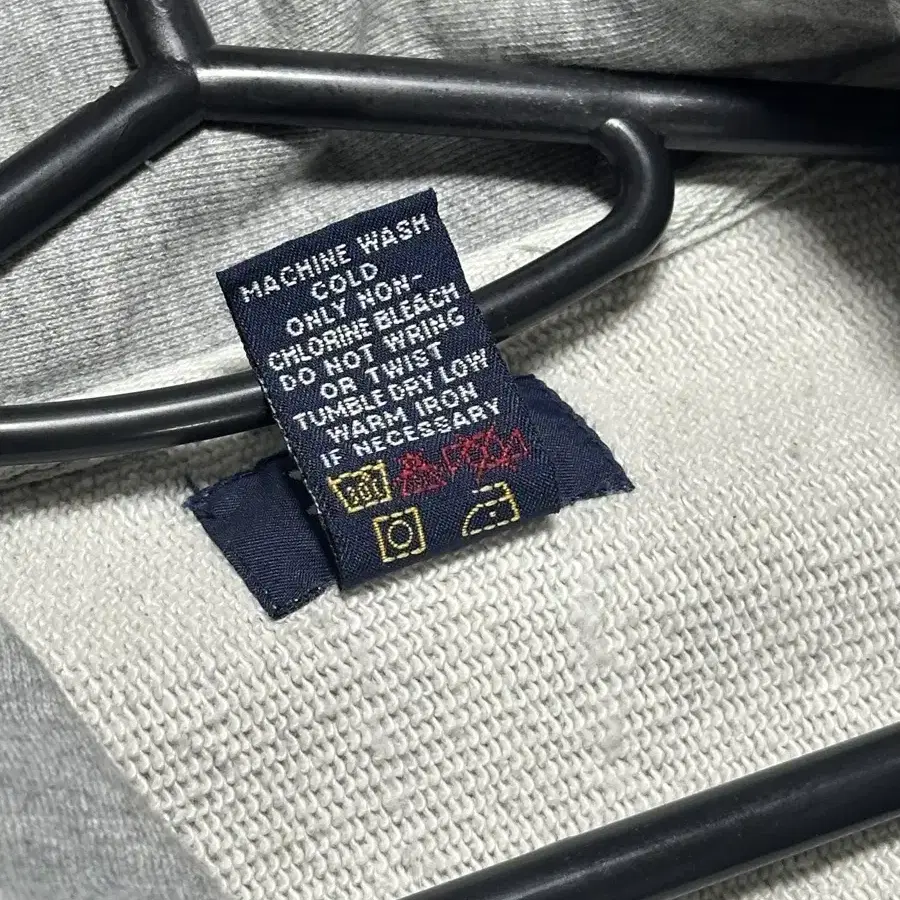 MACHINE WASH
COLD
ONLY NON-
CHLORINE BLEACH
DO NOT WRING
OR TWIST
TUMBLE DRY LOW
WARM IRON
IF NECESSARY